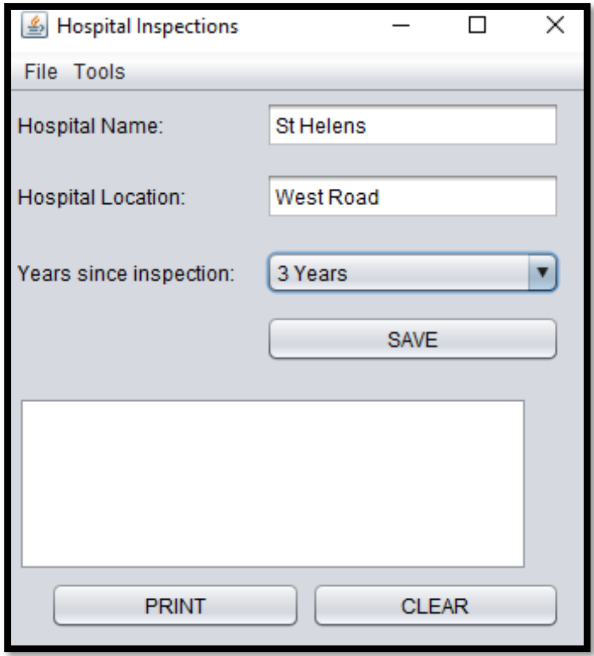 Hospital Inspections
File Tools
Hospital Name: St Helens
Hospital Location: West Road
Years since inspection: 3 Years
SAVE
PRINT CLEAR